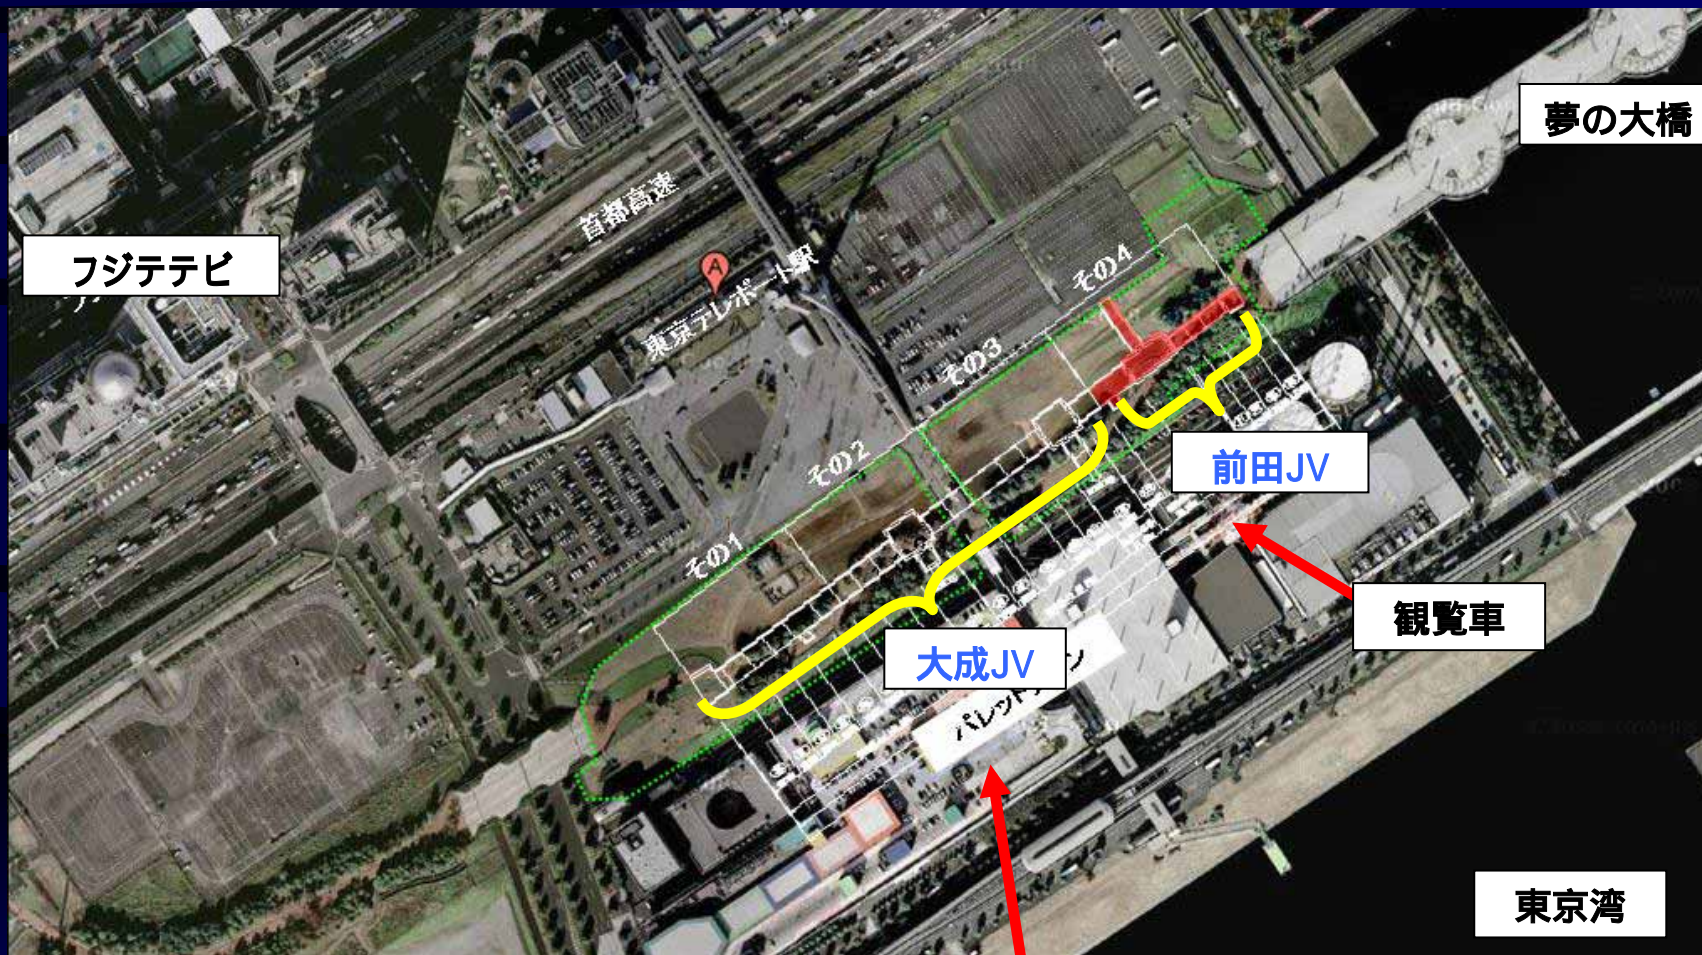 夢の大橋
首都高速
フジテテビ
その4
東京テレポート駅
その3
前田JV
その2
その1
観覧車
大成JV
パレット
ン
東京湾
A